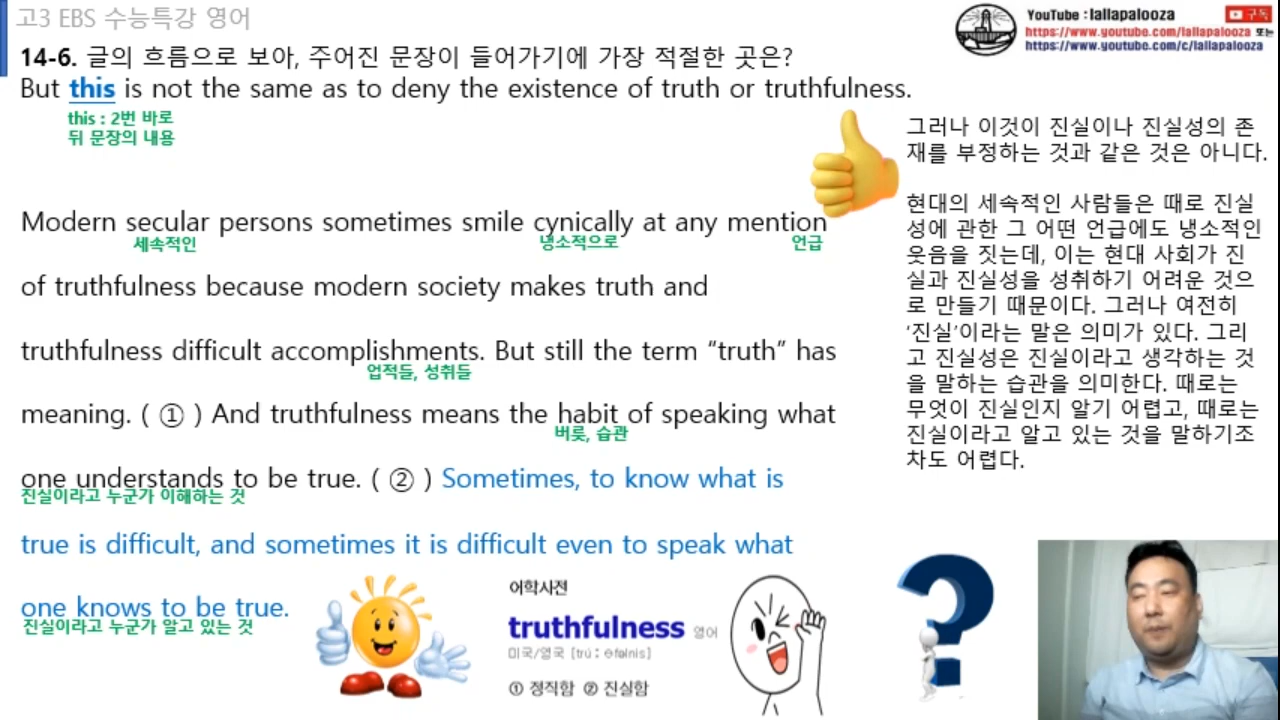 고3 EBS 수능특강 영어
YouTube : lallapalooza
구독
https://www.youtube.com/lallapalooza 또는
https://www.youtube.com/c/lallapalooza
14-6. 글의 흐름으로 보아, 주어진 문장이 들어가기에 가장 적절한 곳은?
But this is not the same as to deny the existence of truth or truthfulness.
this : 2번 바로
뒤 문장의 내용
그러나 이것이 진실이나 진실성의 존
재를 부정하는 것과 같은 것은 아니다.
Modern secular persons sometimes smile cynically at any mention
세속적인 냉소적으로 언급
of truthfulness because modern society makes truth and
truthfulness difficult accomplishments. But still the term “truth” has
업적들, 성취들
meaning. ( ① ) And truthfulness means the habit of speaking what
버릇, 습관
one understands to be true. ( ② ) Sometimes, to know what is
진실이라고 누군가 이해하는 것
true is difficult, and sometimes it is difficult even to speak what
one knows to be true.
진실이라고 누군가 알고 있는 것
현대의 세속적인 사람들은 때로 진실
성에 관한 그 어떤 언급에도 냉소적인
웃음을 짓는데, 이는 현대 사회가 진
실과 진실성을 성취하기 어려운 것으
로 만들기 때문이다. 그러나 여전히
‘진실’이라는 말은 의미가 있다. 그리
고 진실성은 진실이라고 생각하는 것
을 말하는 습관을 의미한다. 때로는
무엇이 진실인지 알기 어렵고, 때로는
진실이라고 알고 있는 것을 말하기조
차도 어렵다.
어학사전
truthfulness 영어
미국/영국 [trúːθfəlnis]
① 정직함 ② 진실함